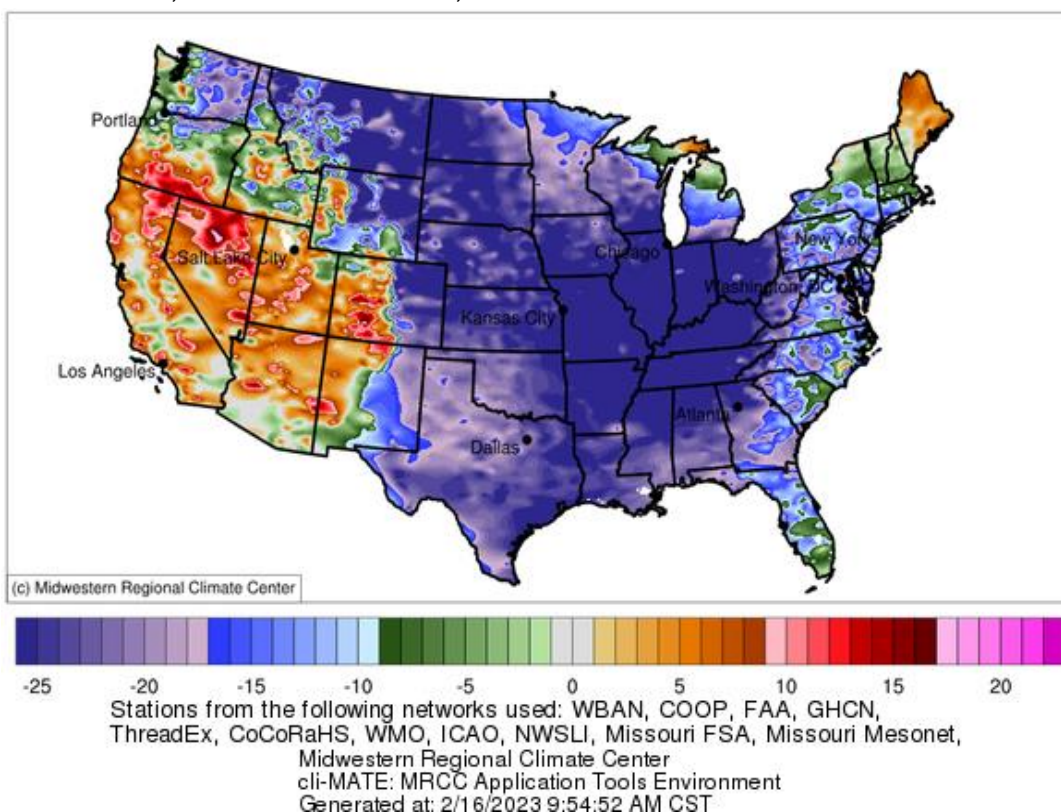 Portland
Salt Lake City
Los Angeles
Chicago
New York
Washington, DC
Kansas City
Atlanta
Dallas
(c) Midwestern Regional Climate Center
-25 -20 -15 -10 -5 0 5 10 15 20
Stations from the following networks used: WBAN, COOP, FAA, GHCN,
ThreadEx, CoCoRaHS, WMO, ICAO, NWSLI, Missouri FSA, Missouri Mesonet,
Midwestern Regional Climate Center
cli-MATE: MRCC Application Tools Environment
Generated at: 2/16/2023 9:54:52 AM CST